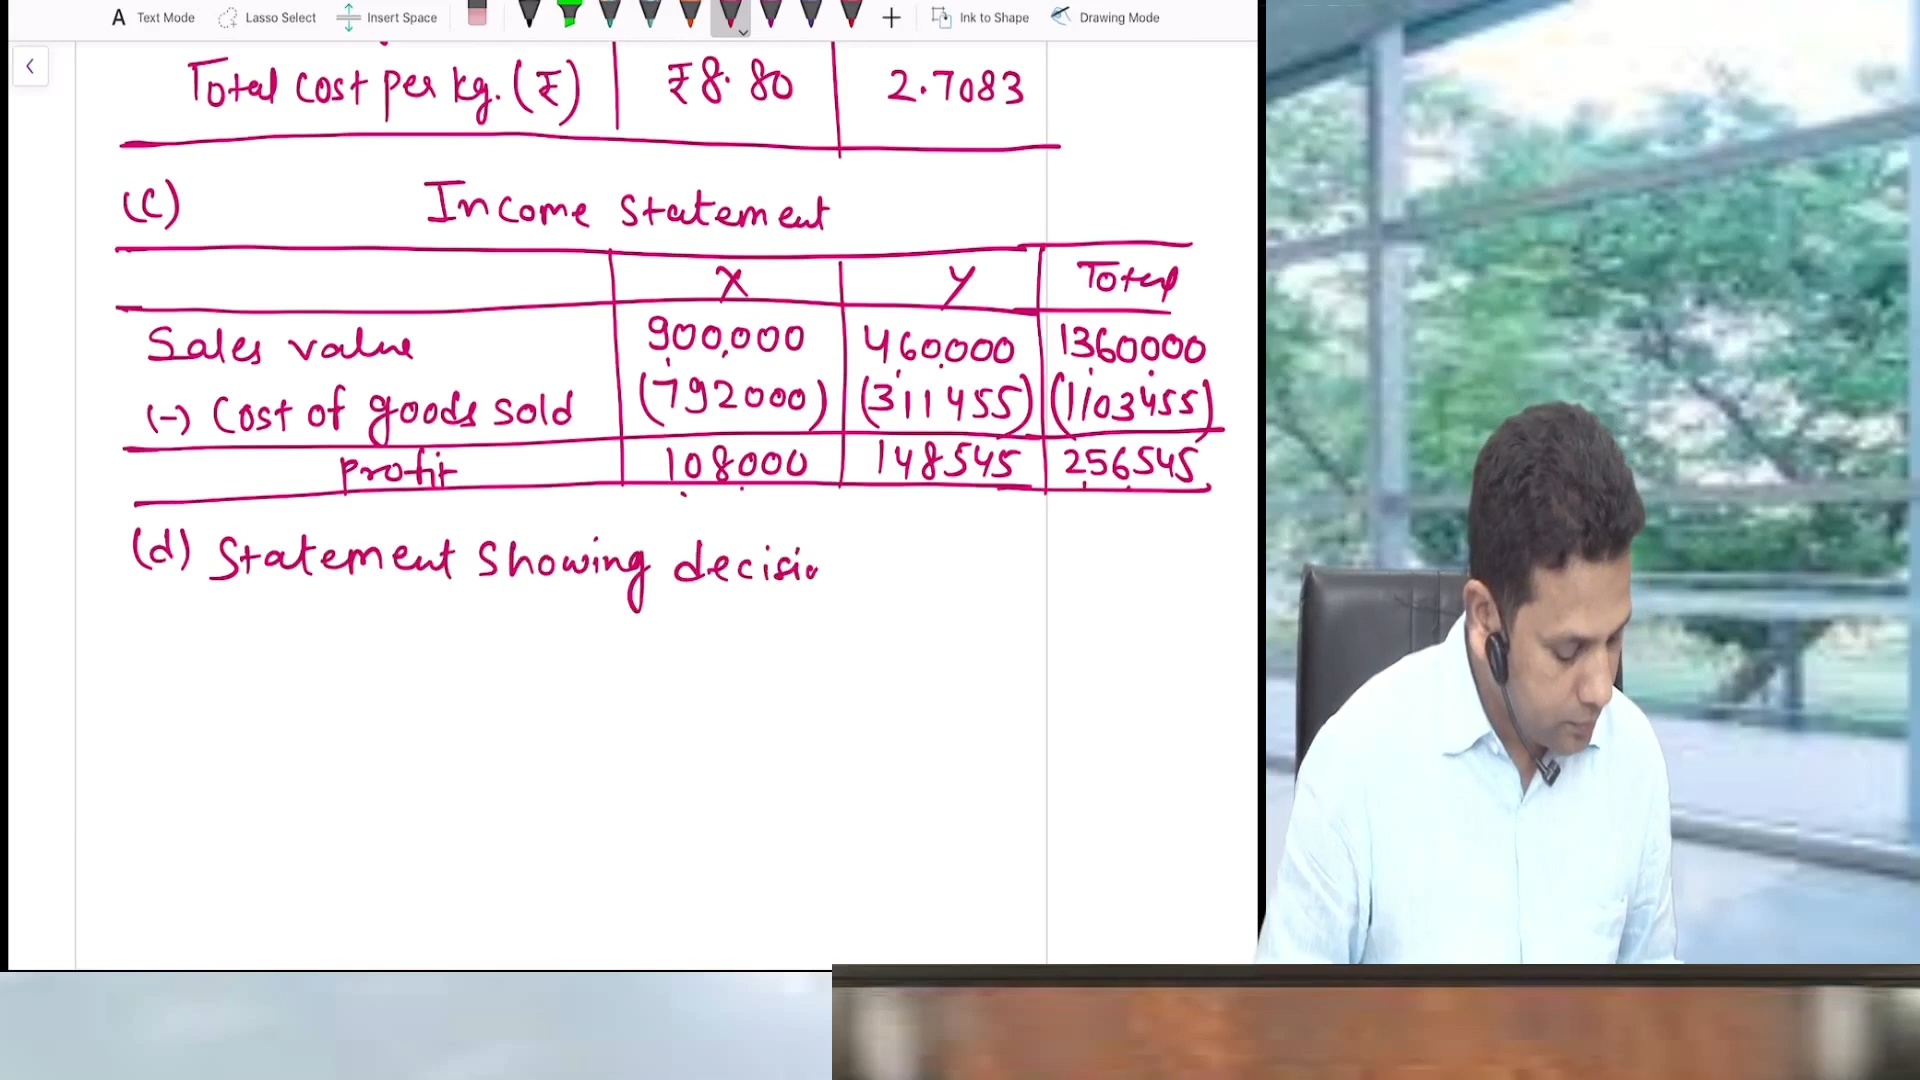 A Text Mode Lasso Select Insert Space Ink to Shape Drawing Mode
Total cost per kg. (₹) ₹8.80 2.7083
(c) Income statement
X Y Total
Sales value 900,000 460000 1360000
(-) Cost of goods sold (792000) (311455) (1103455)
Profit 108000 148545 256545
(d) Statement showing decisio